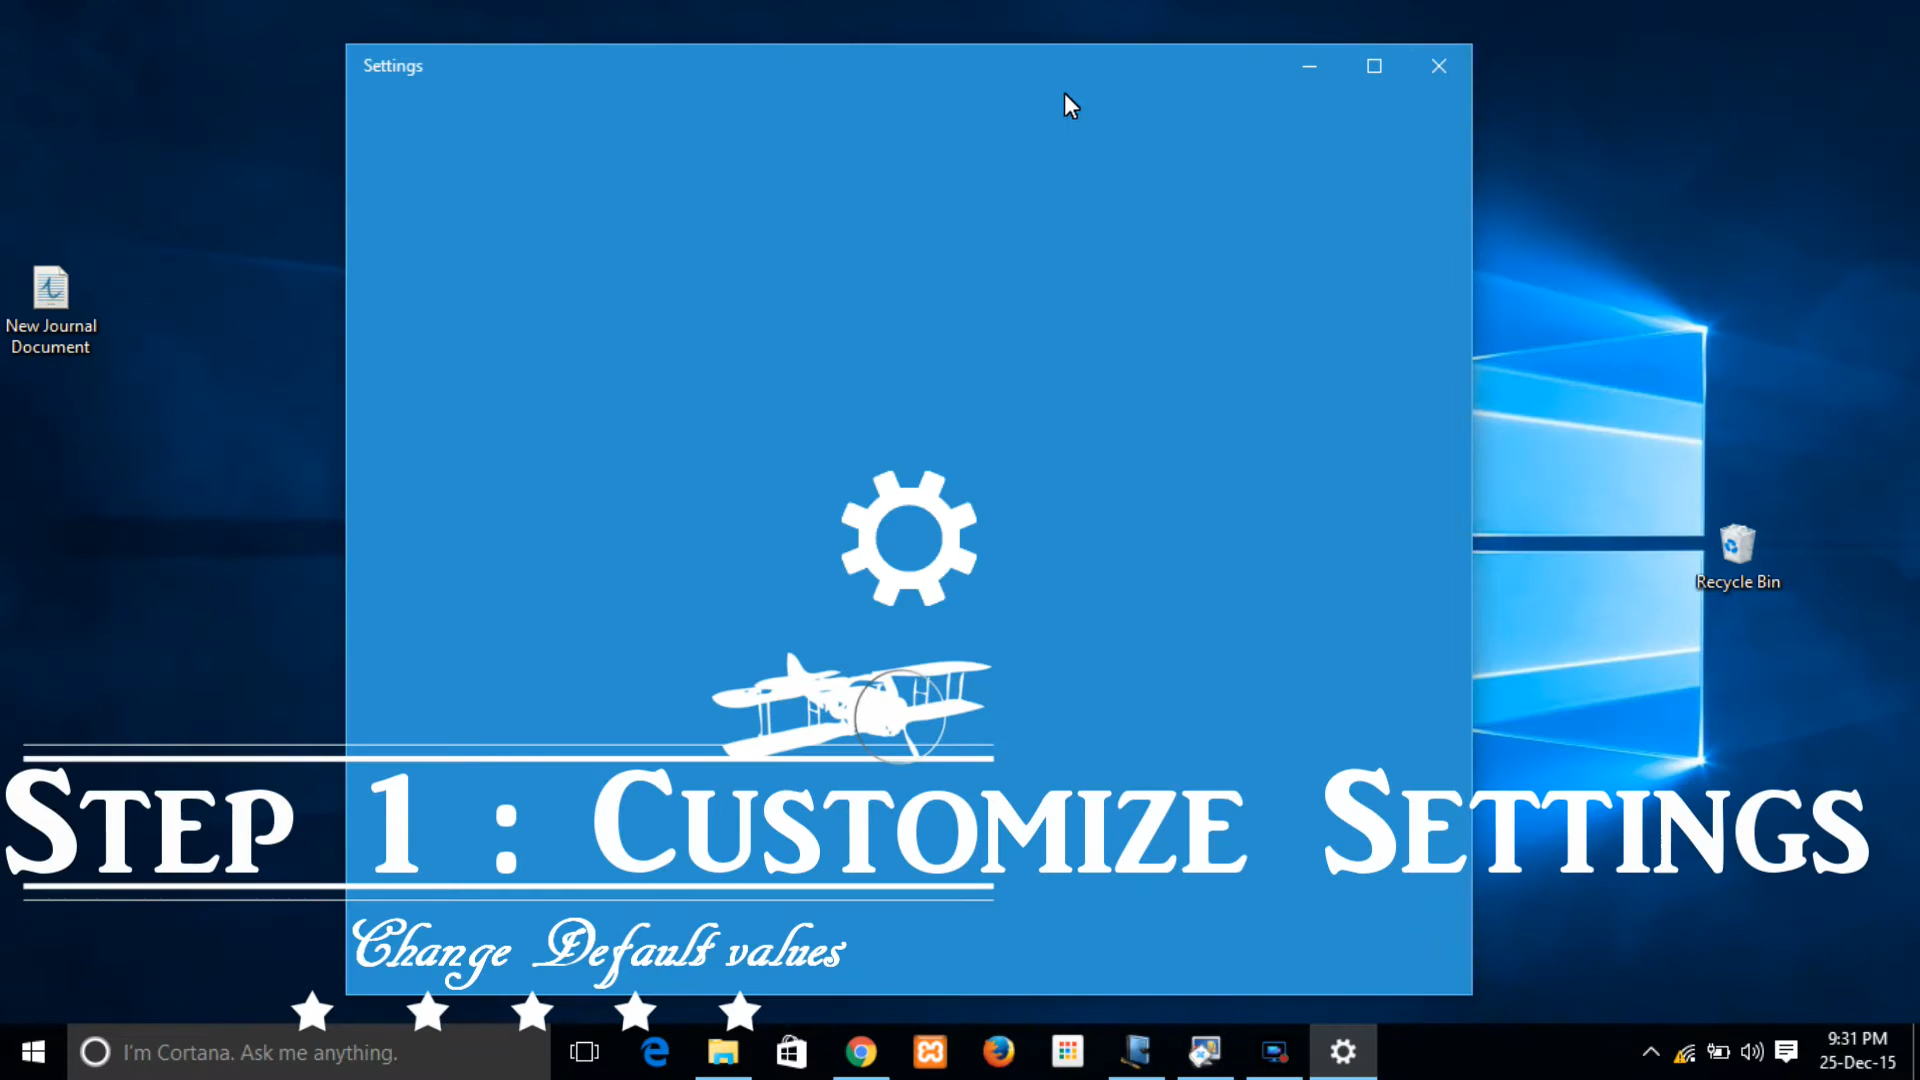 Settings
New Journal
Document
Recycle Bin
STEP 1 : CUSTOMIZE SETTINGS
Change Default values
I'm Cortana. Ask me anything.
9:31 PM
25-Dec-15